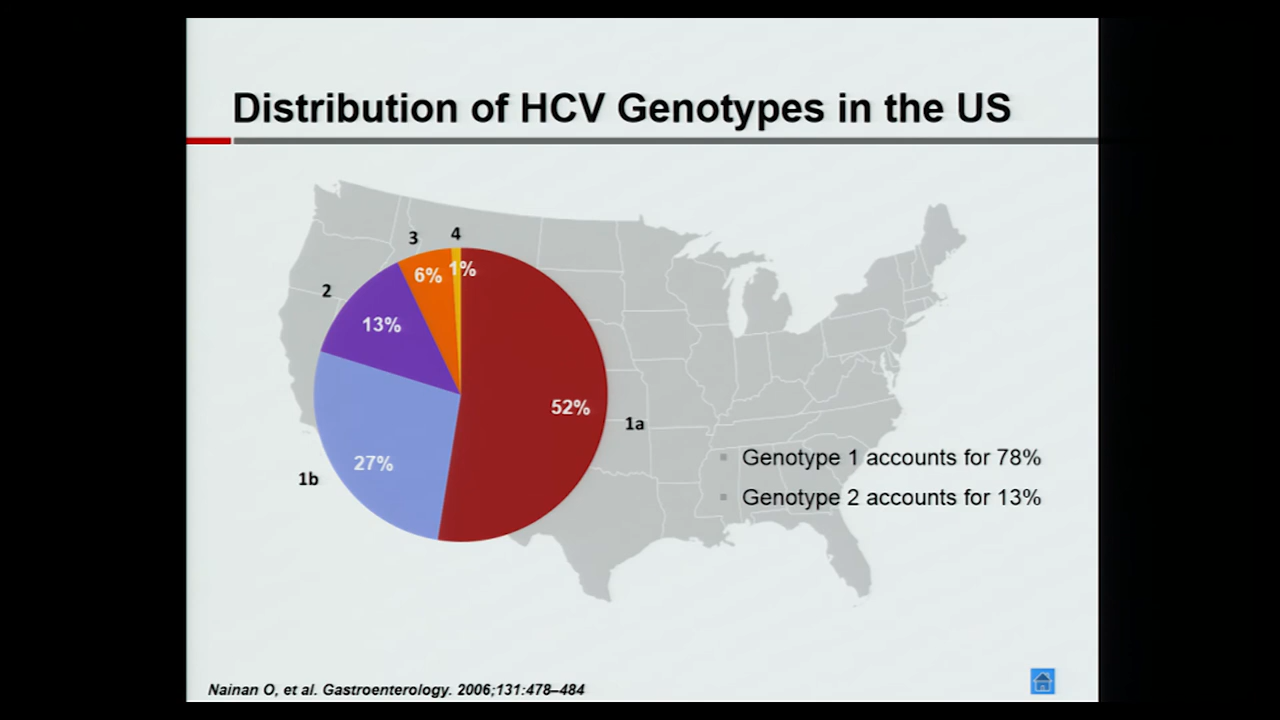 Distribution of HCV Genotypes in the US
3
4
6%
1%
2
13%
52%
1a
27%
1b
Genotype 1 accounts for 78%
Genotype 2 accounts for 13%
Nainan O, et al. Gastroenterology. 2006;131:478–484